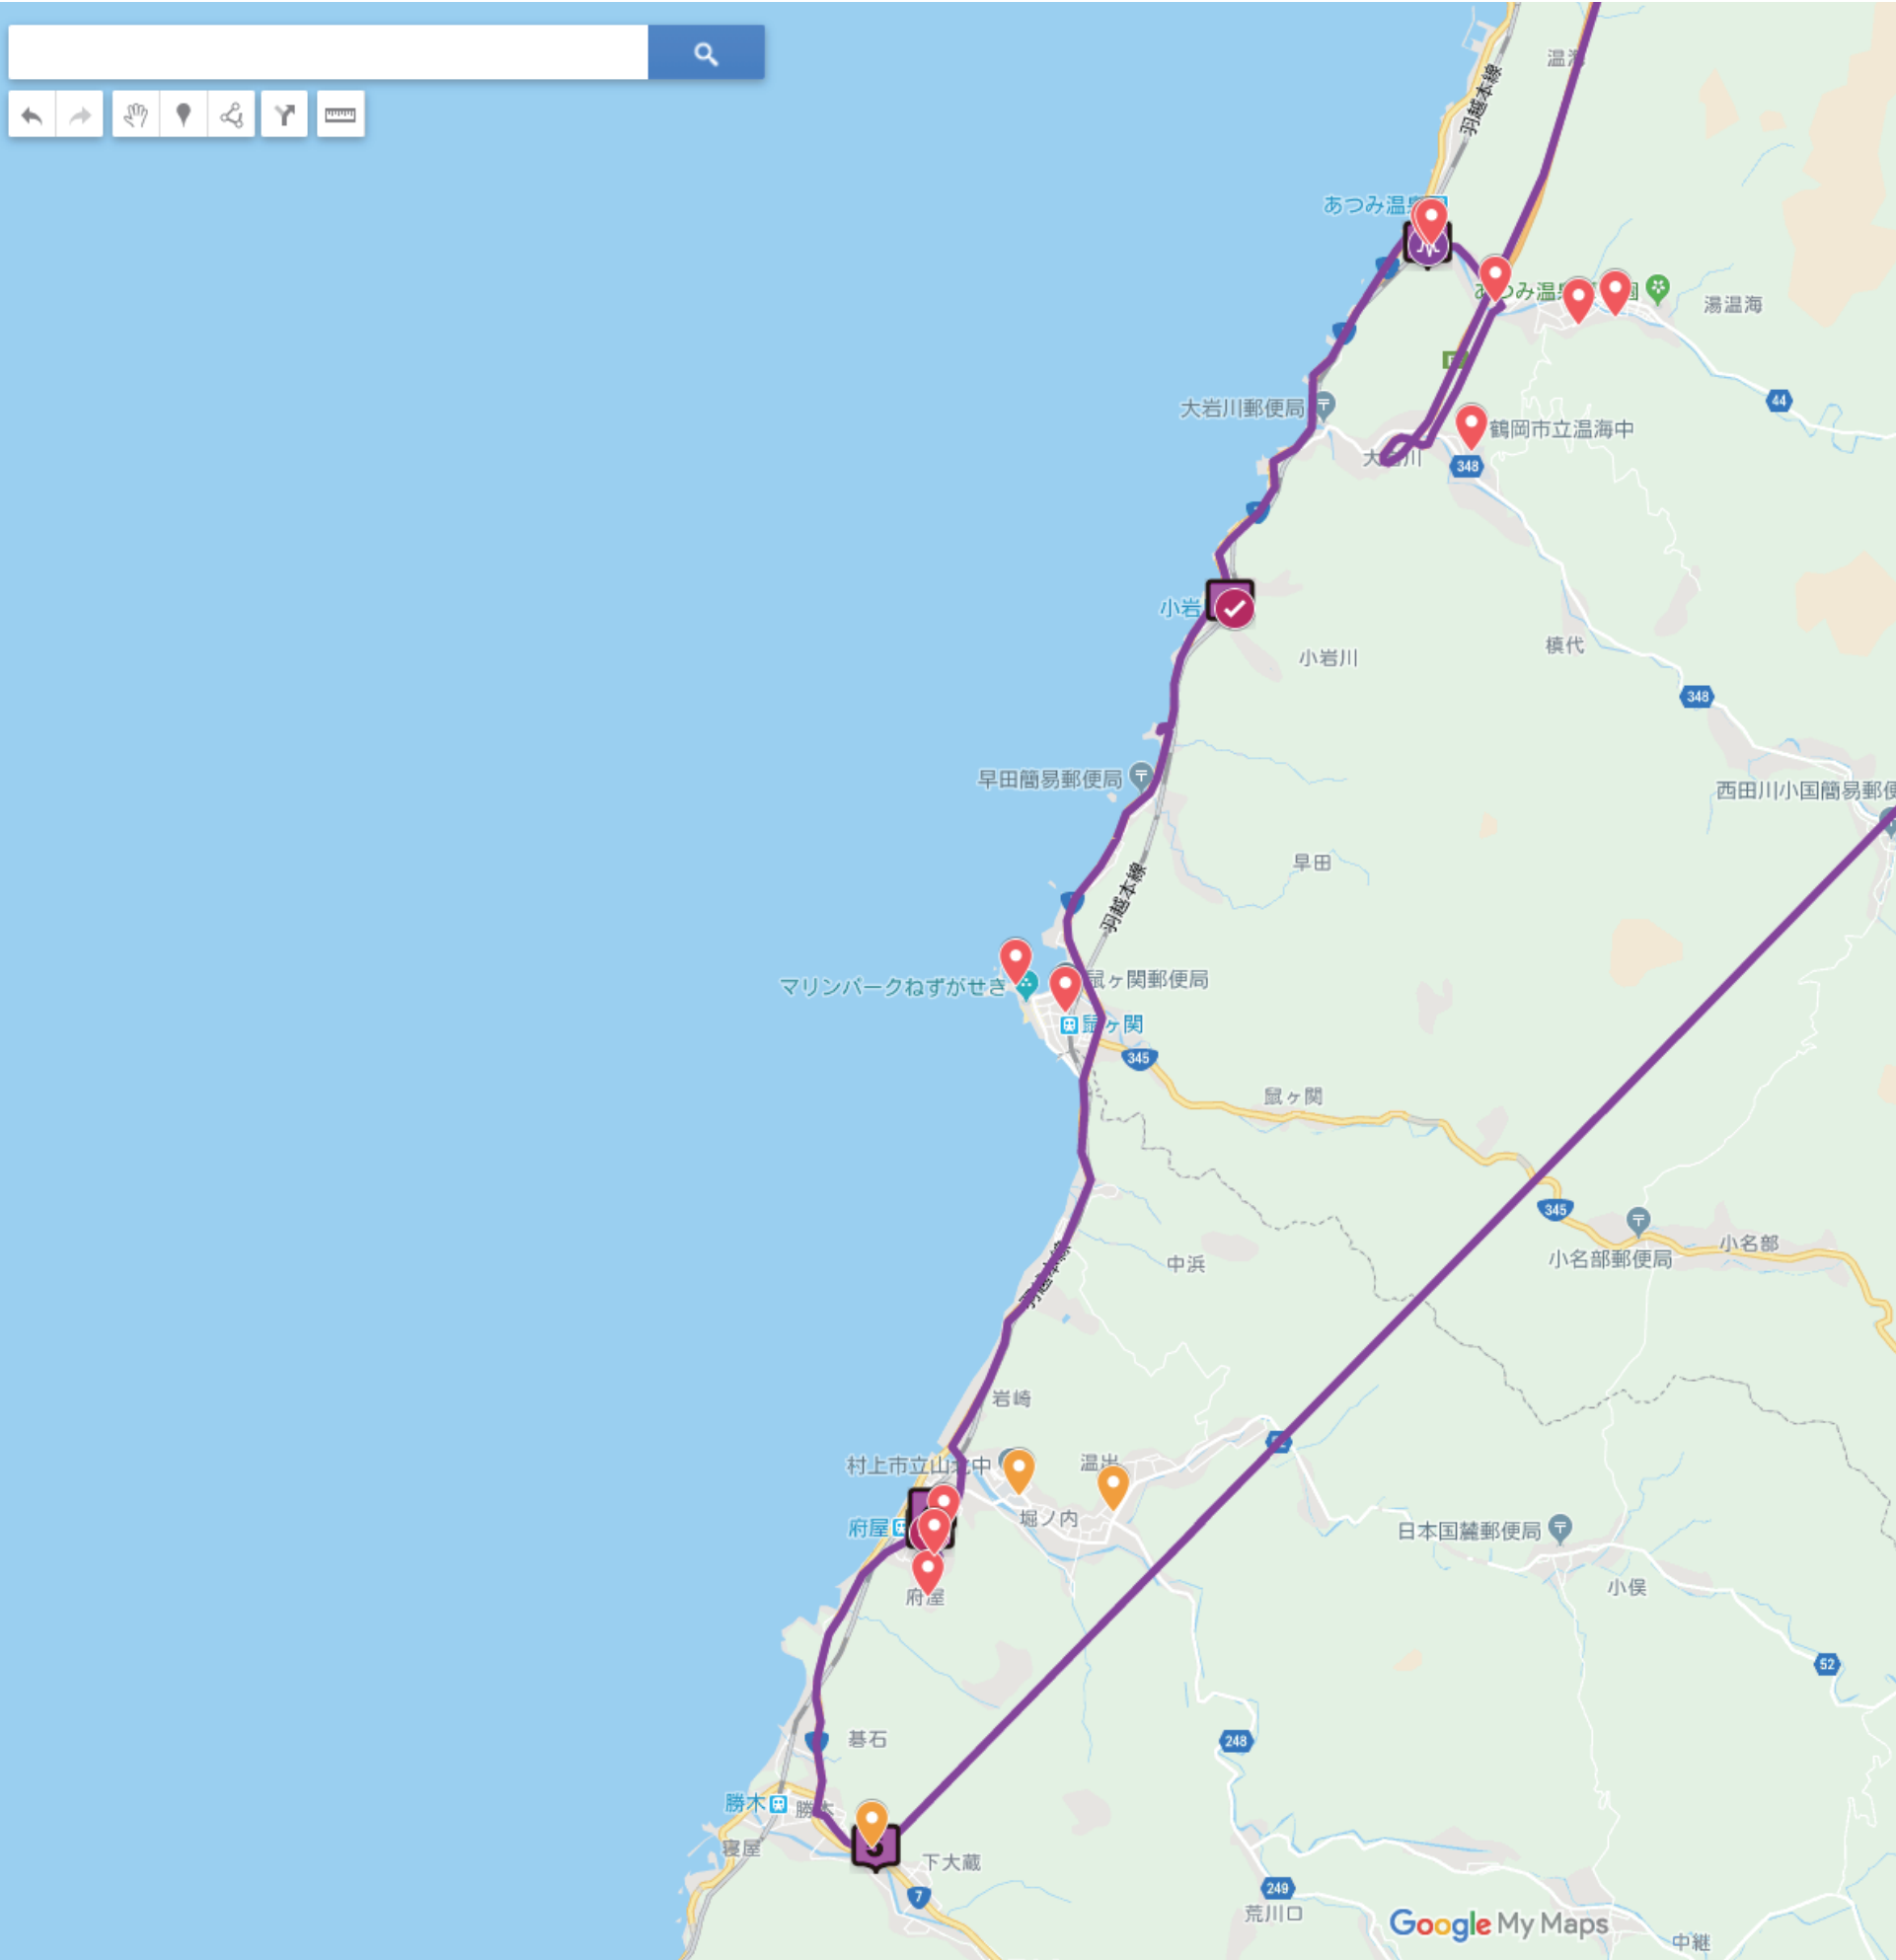 温海
羽越本線
あつみ温泉
あつみ温泉
湯温海
44
大岩川郵便局
鶴岡市立温海中
大岩川
348
小岩
小岩川
槙代
348
早田簡易郵便局
西田川小国簡易郵便
早田
羽越本線
マリンパークねずがせき
鼠ヶ関郵便局
鼠ヶ関
345
鼠ヶ関
345
小名部
小名部郵便局
中浜
羽越本線
岩崎
村上市立山北中
温出
堀ノ内
府屋
日本国麓郵便局
府屋
小俣
52
碁石
248
勝木
勝木
寝屋
下大蔵
7
249
荒川口
Google My Maps
中継